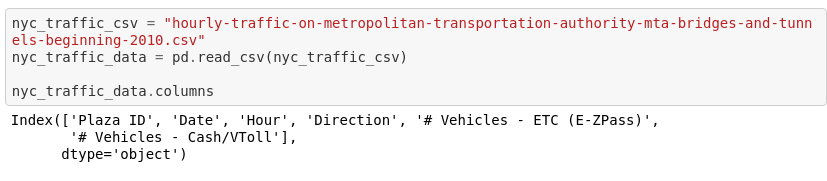 nyc_traffic_csv = "hourly-traffic-on-metropolitan-transportation-authority-mta-bridges-and-tunn
els-beginning-2010.csv"
nyc_traffic_data = pd.read_csv(nyc_traffic_csv)
nyc_traffic_data.columns
Index(['Plaza ID', 'Date', 'Hour', 'Direction', '# Vehicles - ETC (E-ZPass)',
       '# Vehicles - Cash/VToll'],
      dtype='object')